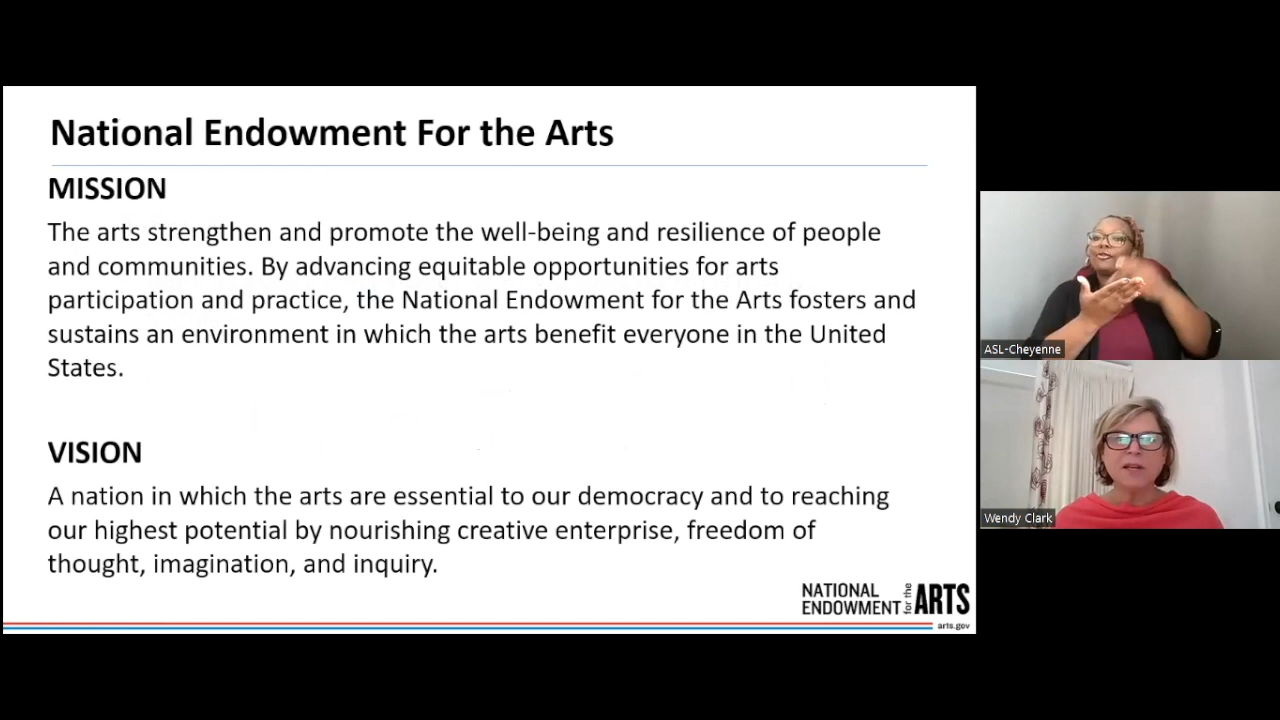 National Endowment For the Arts
MISSION
The arts strengthen and promote the well-being and resilience of people
and communities. By advancing equitable opportunities for arts
participation and practice, the National Endowment for the Arts fosters and
sustains an environment in which the arts benefit everyone in the United
States.
VISION
A nation in which the arts are essential to our democracy and to reaching
our highest potential by nourishing creative enterprise, freedom of
thought, imagination, and inquiry.
NATIONAL
ENDOWMENT for the ARTS
arts.gov
ASL-Cheyenne
Wendy Clark